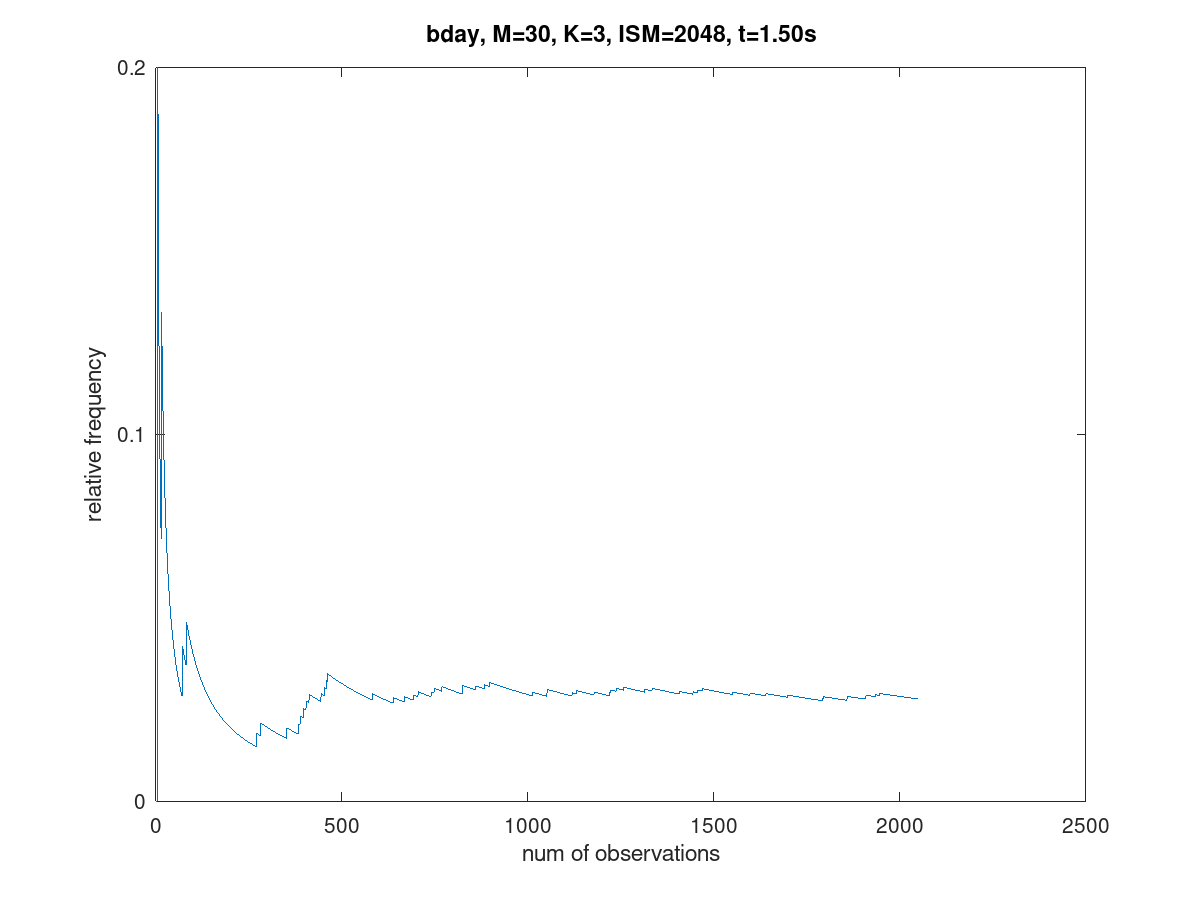 bday, M=30, K=3, ISM=2048, t=1.50s
0.2
0.1
0
relative frequency
0 500 1000 1500 2000 2500
num of observations